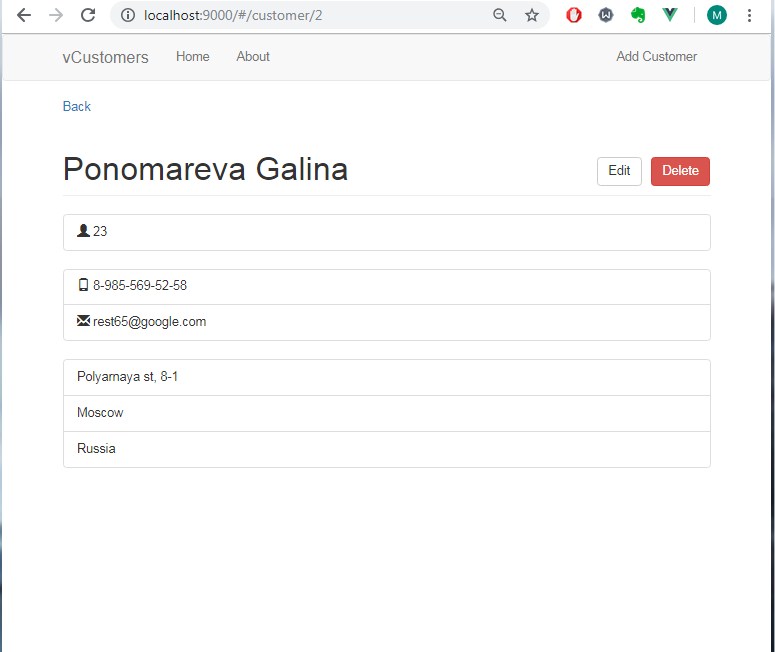 localhost:9000/#/customer/2
M
vCustomers Home About Add Customer
Back
Ponomareva Galina Edit Delete
23
8-985-569-52-58
rest65@google.com
Polyarnaya st, 8-1
Moscow
Russia